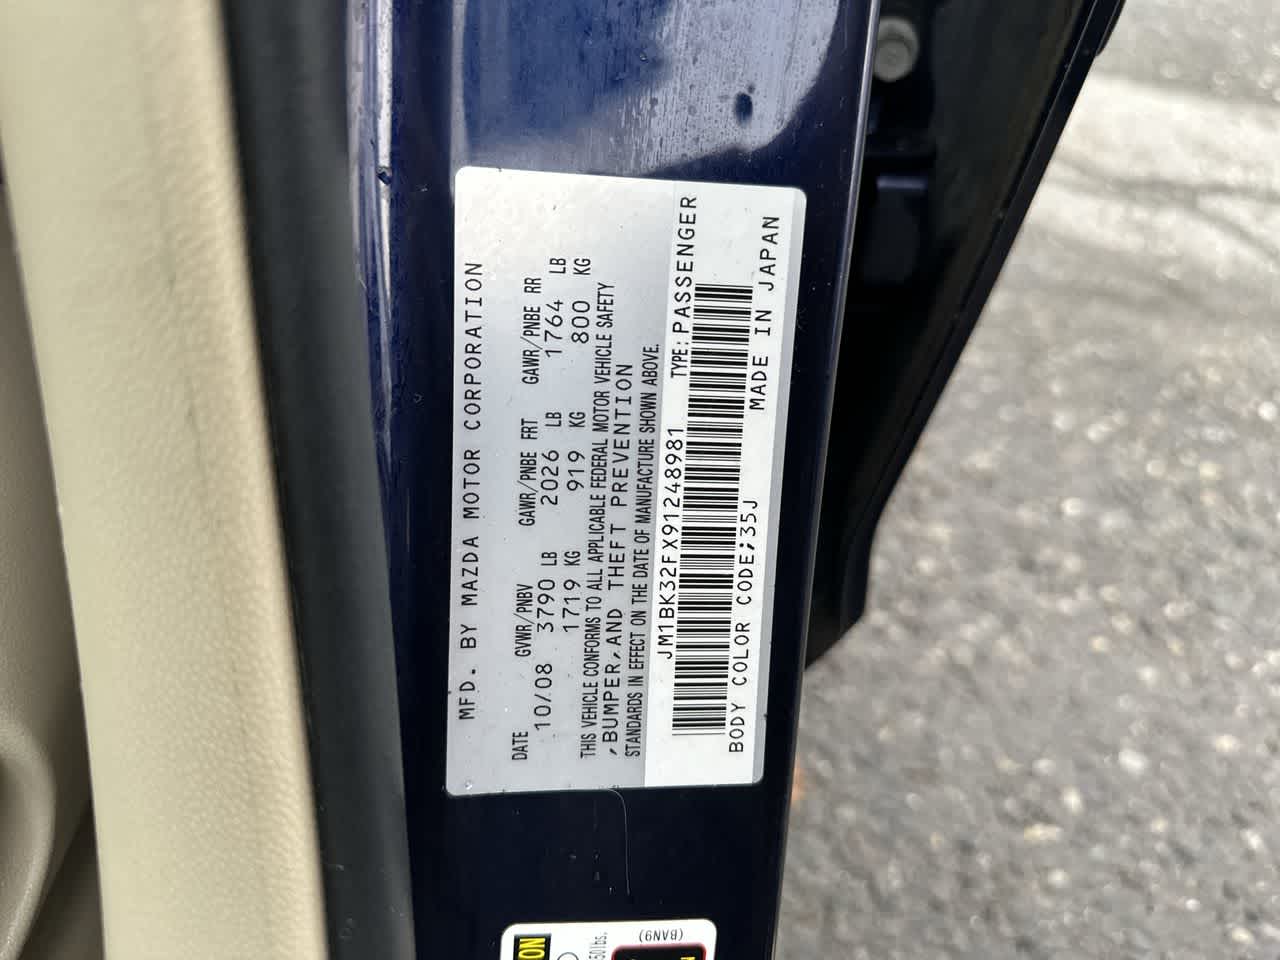 MFD. BY MAZDA MOTOR CORPORATION
DATE GVWR/PNBV GAWR/PNBE FRT GAWR/PNBE RR
10/08 3790 LB 2026 LB 1764 LB
1719 KG 919 KG 800 KG
THIS VEHICLE CONFORMS TO ALL APPLICABLE FEDERAL MOTOR VEHICLE SAFETY
,BUMPER,AND THEFT PREVENTION
STANDARDS IN EFFECT ON THE DATE OF MANUFACTURE SHOWN ABOVE.
JM1BK32FX91248981 TYPE:PASSENGER
BODY COLOR CODE;35J MADE IN JAPAN
(BAN9)